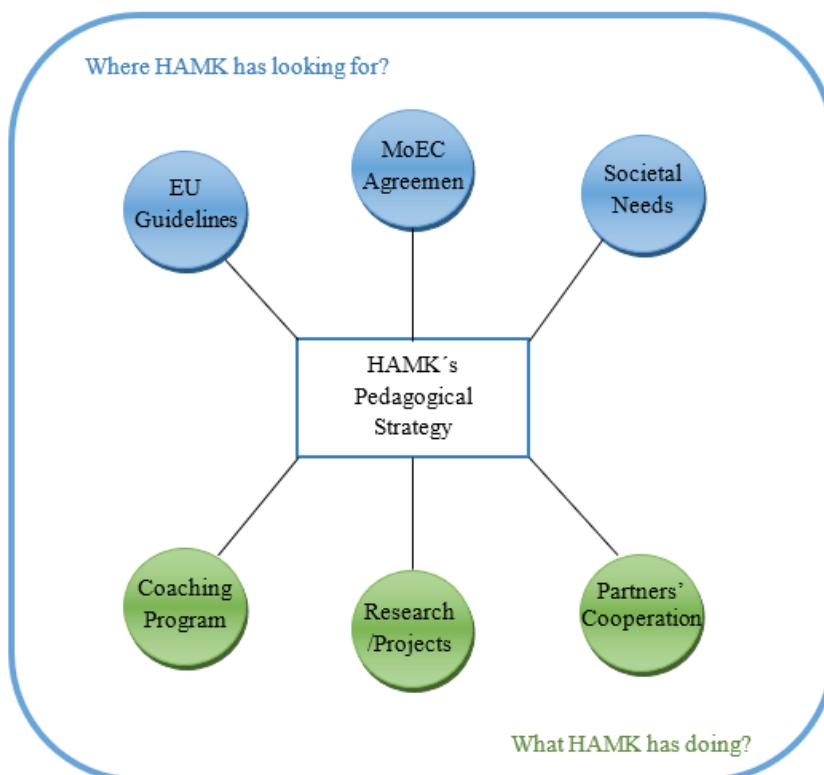 Where HAMK has looking for?
EU
Guidelines
MoEC
Agreemen
Societal
Needs
HAMK´s
Pedagogical
Strategy
Coaching
Program
Research
/Projects
Partners’
Cooperation
What HAMK has doing?